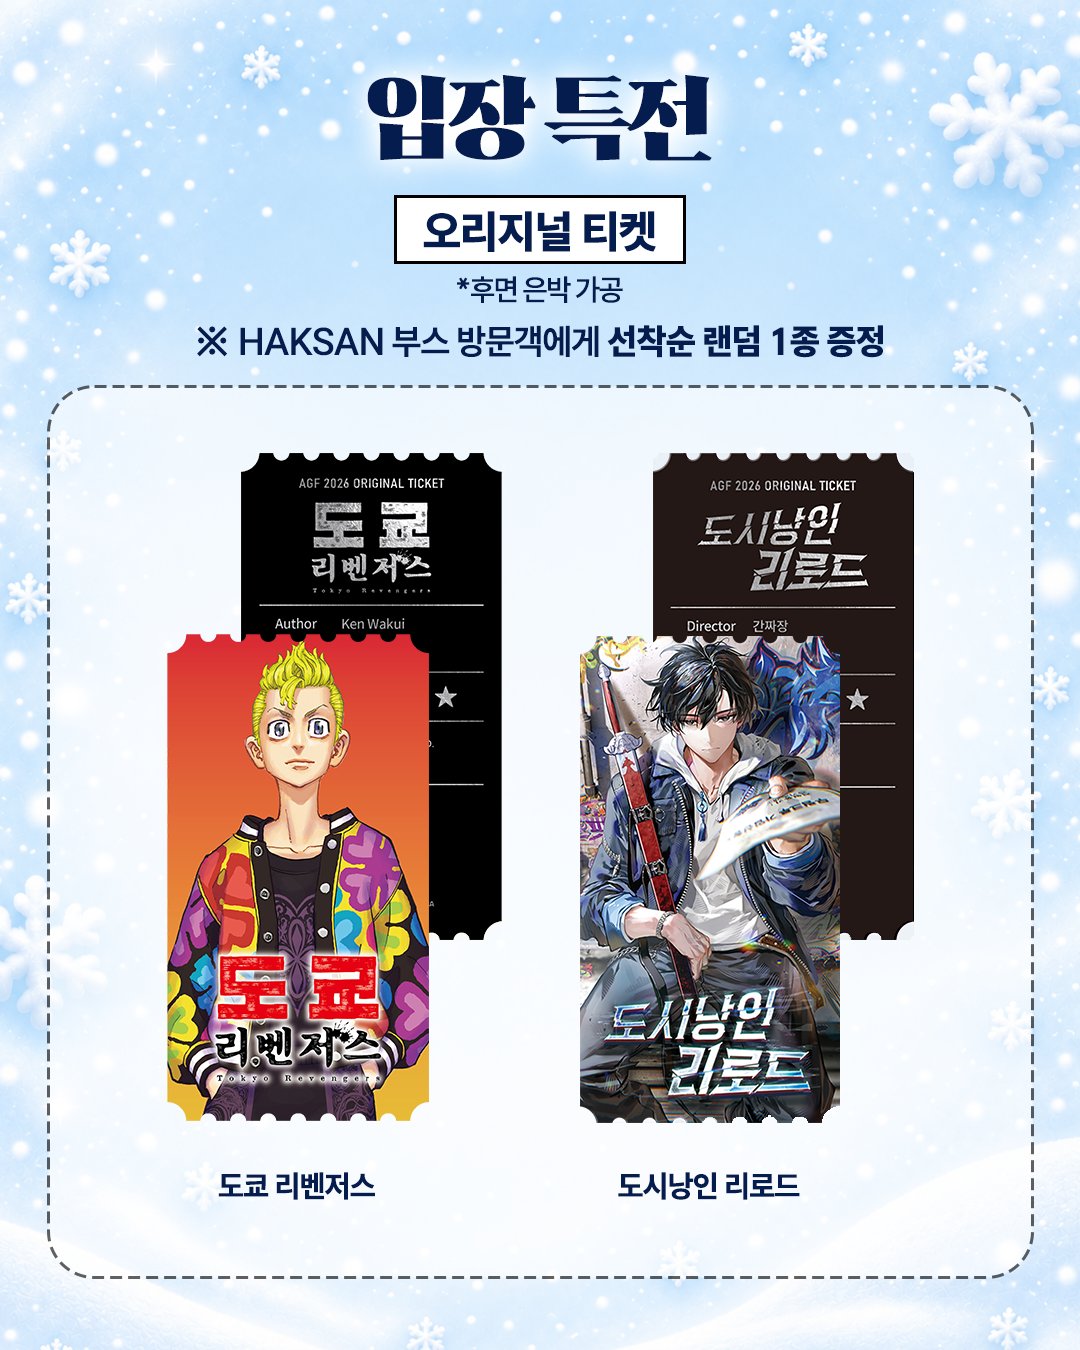 입장 특전
오리지널 티켓
*후면 은박 가공
※ HAKSAN 부스 방문객에게 선착순 랜덤 1종 증정
AGF 2026 ORIGINAL TICKET
도쿄
리벤저스
Tokyo Revengers
Author Ken Wakui
도쿄
리벤저스
Tokyo Revengers
도쿄 리벤저스
AGF 2026 ORIGINAL TICKET
도시낭인
리로드
Director 간짜장
도시낭인
리로드
도시낭인 리로드